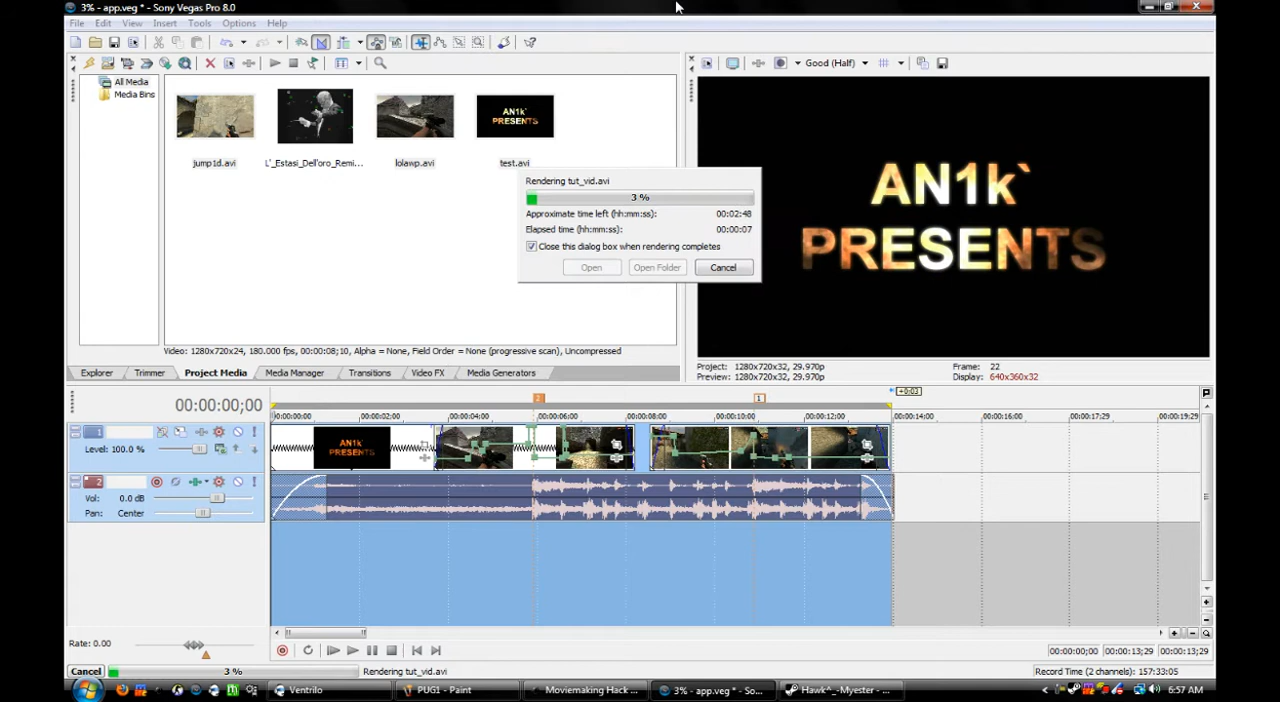 3% - app.veg * - Sony Vegas Pro 8.0
File Edit View Insert Tools Options Help
Good (Half)
All Media
Media Bins
AN1k`
PRESENTS
jump1d.avi
L'_Estasi_Dell'oro_Remi...
lolawp.avi
test.avi
Rendering tut_vid.avi
3 %
Approximate time left (hh:mm:ss): 00:02:48
Elapsed time (hh:mm:ss): 00:00:07
Close this dialog box when rendering completes
Open Open Folder Cancel
AN1k`
PRESENTS
Video: 1280x720x24, 180.000 fps, 00:00:08;10, Alpha = None, Field Order = None (progressive scan), Uncompressed
Explorer Trimmer Project Media Media Manager Transitions Video FX Media Generators
Project: 1280x720x32, 29.970p Frame: 22
Preview: 1280x720x32, 29.970p Display: 640x360x32
+0:03
00:00:00;00
2
1
00:00:00:00 00:00:02:00 00:00:04:00 00:00:06:00 00:00:08:00 00:00:10:00 00:00:12:00 00:00:14:00 00:00:16:00 00:00:17:29 00:00:19:29
1
Level: 100.0 %
AN1k`
PRESENTS
2
Vol: 0.0 dB
Pan: Center
Rate: 0.00
00:00:00;00 00:00:13;29 00:00:13;29
Cancel 3 % Rendering tut_vid.avi
Record Time (2 channels): 157:33:05
Ventrilo
PUG1 - Paint
Moviemaking Hack ...
3% - app.veg * - So...
Hawk^_-Myester - ...
6:57 AM